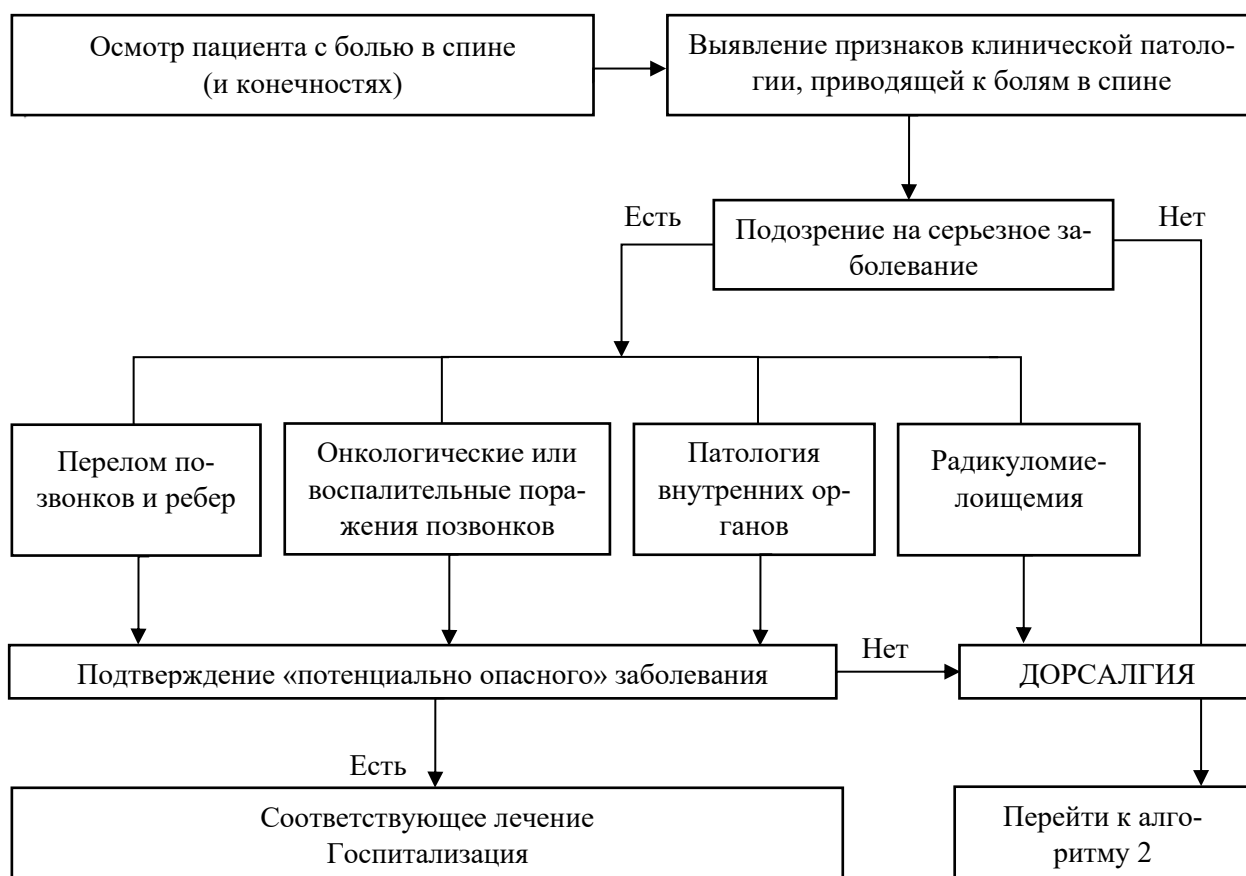 Осмотр пациента с болью в спине
(и конечностях)
Выявление признаков клинической патоло-
гии, приводящей к болям в спине
Есть
Нет
Подозрение на серьезное за-
болевание
Перелом по-
звонков и ребер
Онкологические или
воспалительные пора-
жения позвонков
Патология
внутренних ор-
ганов
Радикуломие-
лоищемия
Подтверждение «потенциально опасного» заболевания
Нет
ДОРСАЛГИЯ
Есть
Соответствующее лечение
Госпитализация
Перейти к алго-
ритму 2